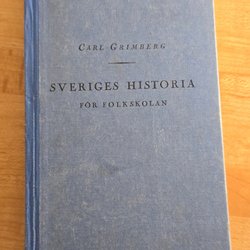 CARL GRIMBERG
SVERIGES HISTORIA
FÖR FOLKSKOLAN